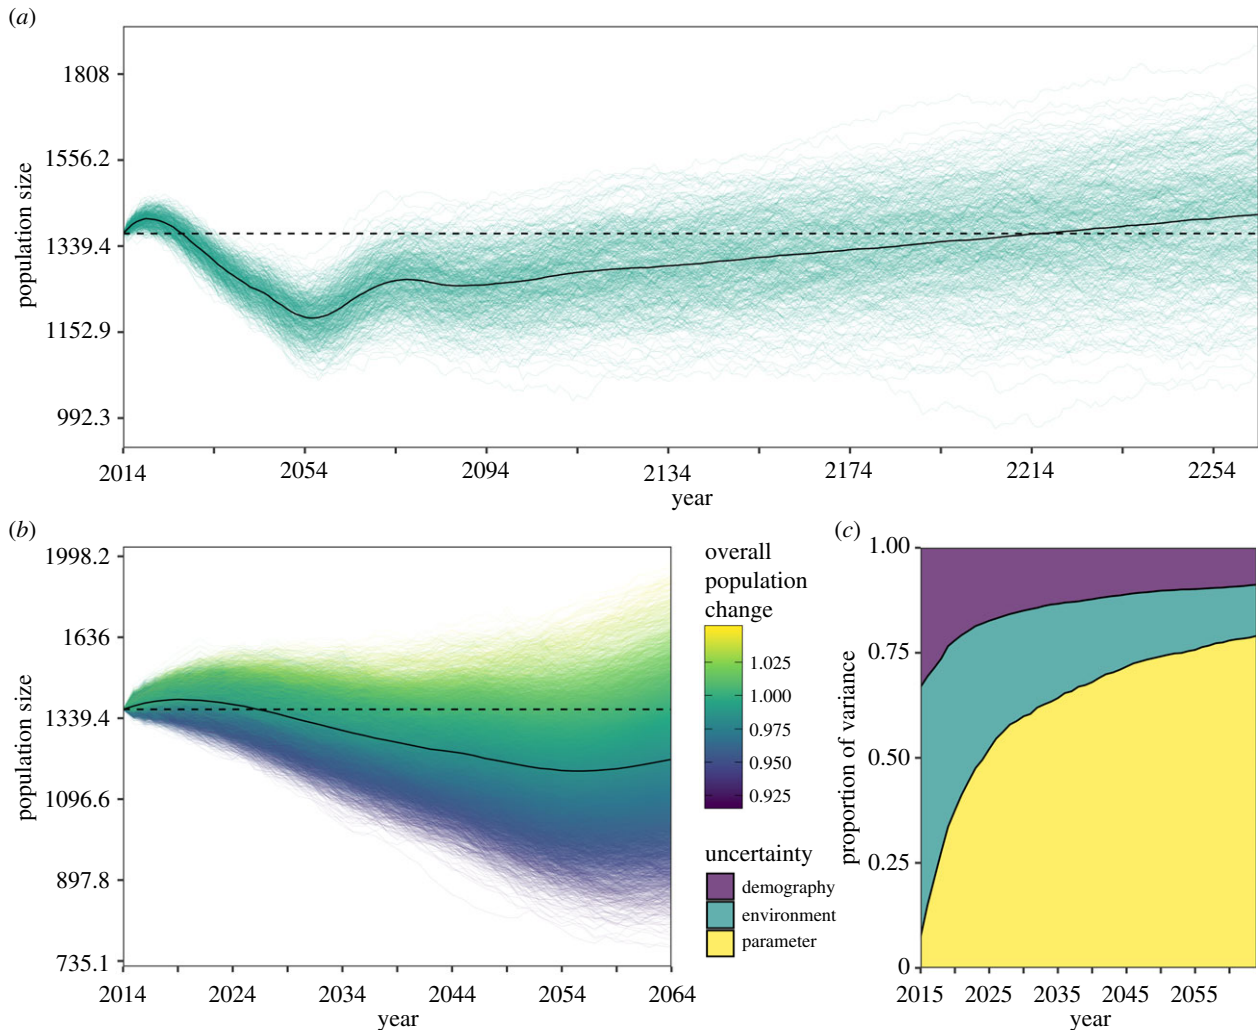 (a)
population size
1808
1556.2
1339.4
1152.9
992.3
2014 2054 2094 2134 2174 2214 2254
year
(b)
population size
1998.2
1636
1339.4
1096.6
897.8
735.1
2014 2024 2034 2044 2054 2064
year
overall
population
change
1.025
1.000
0.975
0.950
0.925
uncertainty
demography
environment
parameter
(c)
proportion of variance
1.00
0.75
0.50
0.25
0
2015 2025 2035 2045 2055
year